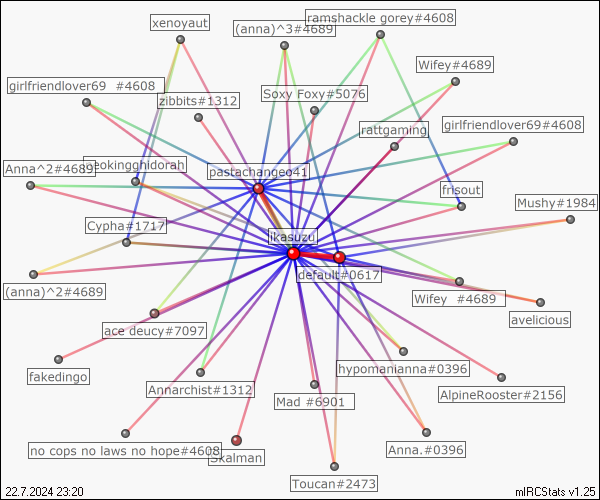 xenoyaut
(anna)^3#4689
ramshackle gorey#4608
Wifey#4689
girlfriendlover69 #4608
zibbits#1312
Soxy Foxy#5076
rattgaming
girlfriendlover69#4608
Anna^2#4689
neokingghidorah
pastachangeo41
frisout
Mushy#1984
Cypha#1717
ikasuzu
default#0617
(anna)^2#4689
Wifey #4689
avelicious
ace deucy#7097
hypomanianna#0396
fakedingo
Annarchist#1312
Mad #6901
AlpineRooster#2156
no cops no laws no hope#4608
Skalman
Anna.#0396
Toucan#2473
22.7.2024 23:20
mIRCStats v1.25